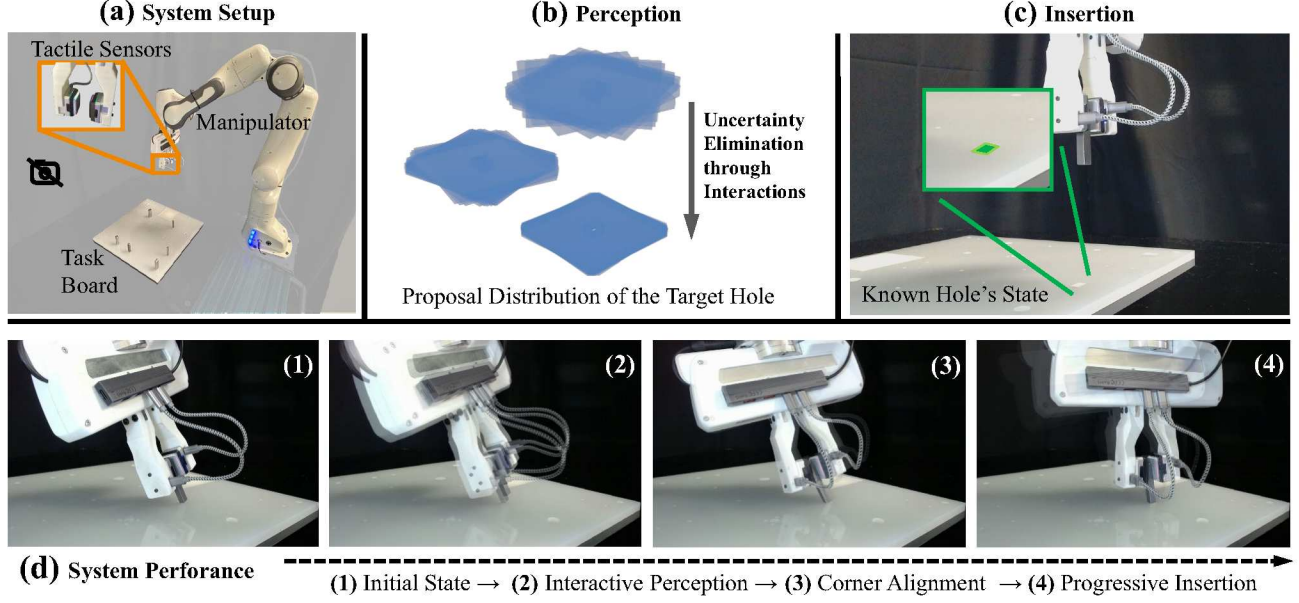 (a) System Setup
Tactile Sensors
Manipulator
Task
Board
(b) Perception
Uncertainty
Elimination
through
Interactions
Proposal Distribution of the Target Hole
(c) Insertion
Known Hole's State
(1)
(2)
(3)
(4)
(d) System Perforance
(1) Initial State → (2) Interactive Perception → (3) Corner Alignment → (4) Progressive Insertion